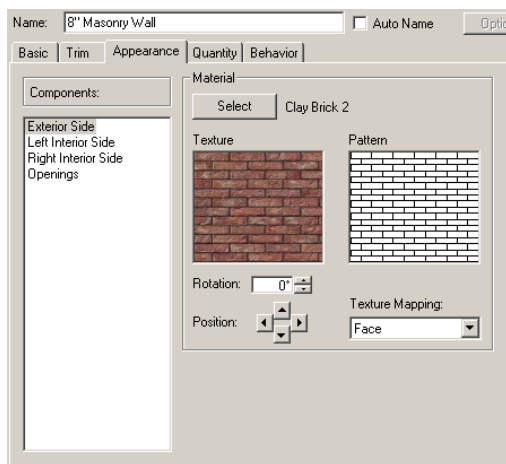 Name: 8" Masonry Wall Auto Name
Basic Trim Appearance Quantity Behavior
Components:
Exterior Side
Left Interior Side
Right Interior Side
Openings
Material
Select Clay Brick 2
Texture Pattern
Rotation: 0°
Position:
Texture Mapping:
Face